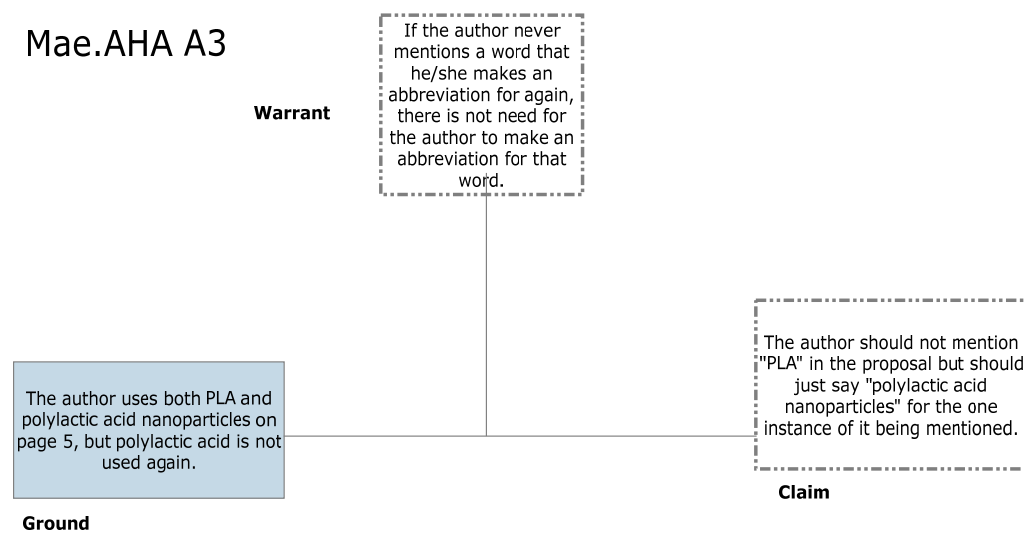 Mae.AHA A3
If the author never
mentions a word that
he/she makes an
abbreviation for again,
there is not need for
the author to make an
abbreviation for that
word.
Warrant
The author should not mention
"PLA" in the proposal but should
just say "polylactic acid
nanoparticles" for the one
instance of it being mentioned.
Claim
The author uses both PLA and
polylactic acid nanoparticles on
page 5, but polylactic acid is not
used again.
Ground